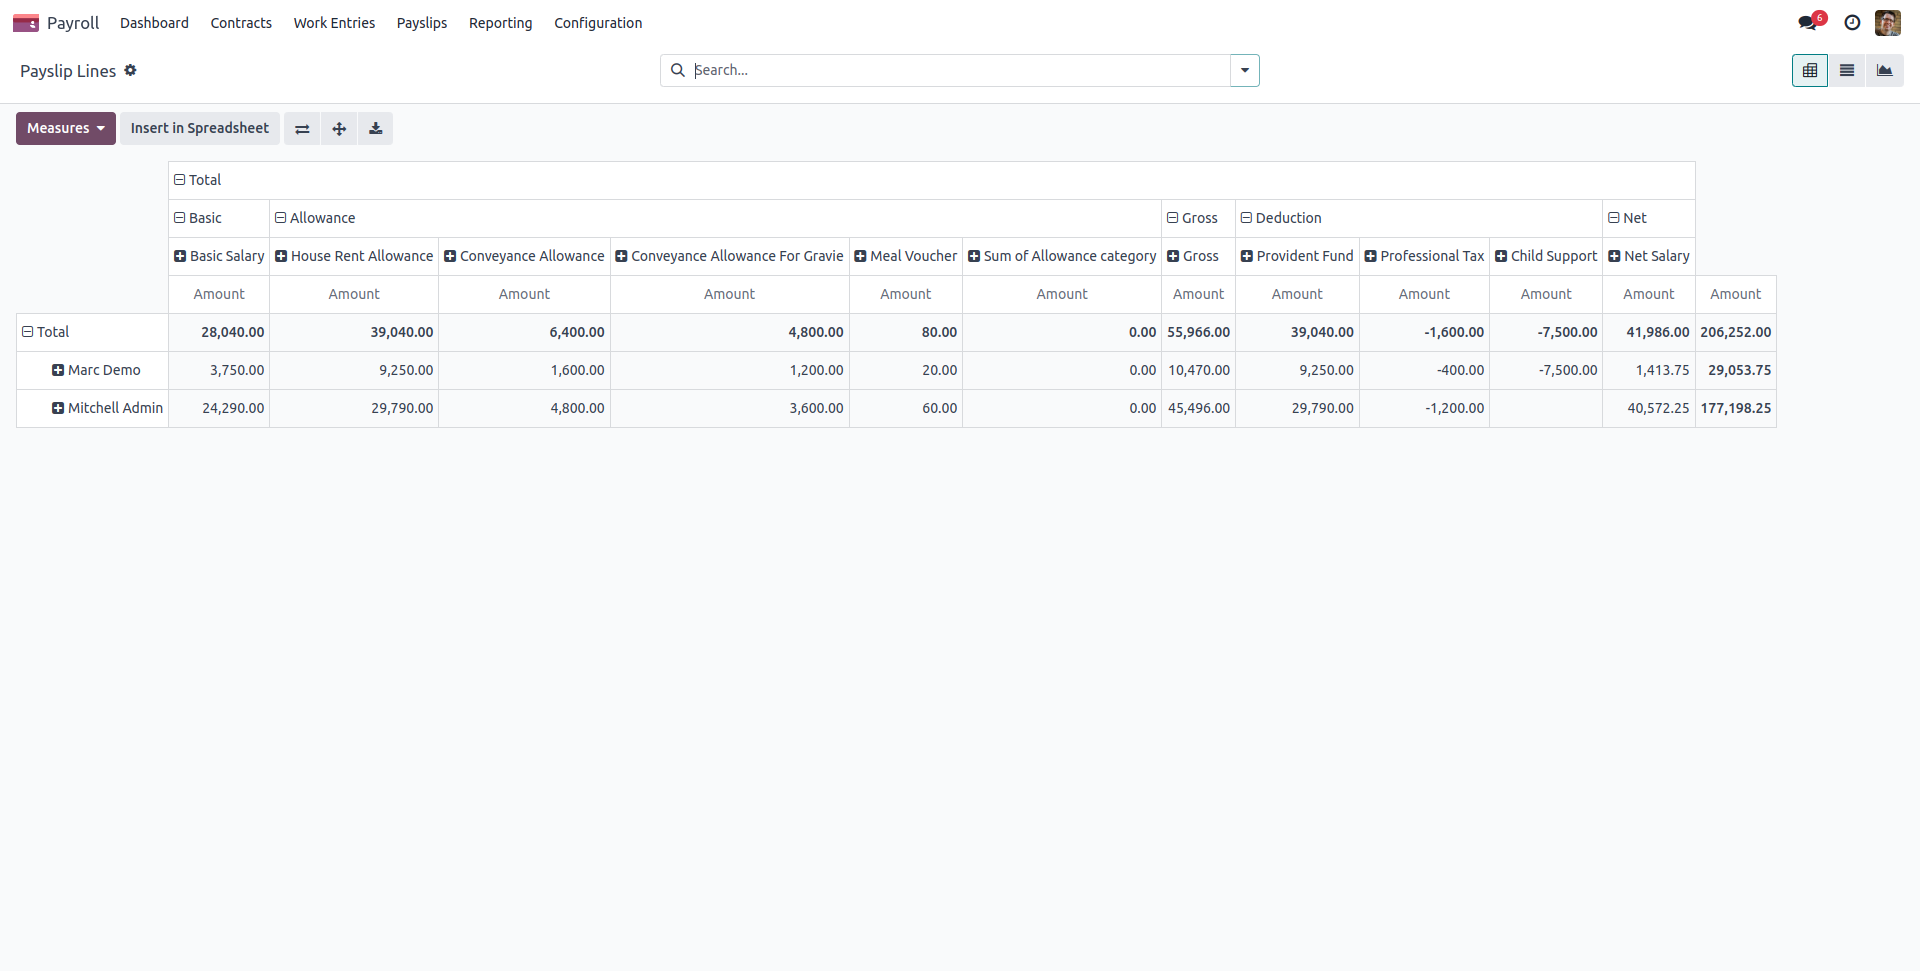 Payroll Dashboard Contracts Work Entries Payslips Reporting Configuration 6
Payslip Lines Search...
Measures Insert in Spreadsheet
Total
Basic Allowance Gross Deduction Net
Basic Salary House Rent Allowance Conveyance Allowance Conveyance Allowance For Gravie Meal Voucher Sum of Allowance category Gross Provident Fund Professional Tax Child Support Net Salary
Amount Amount Amount Amount Amount Amount Amount Amount Amount Amount Amount Amount
Total 28,040.00 39,040.00 6,400.00 4,800.00 80.00 0.00 55,966.00 39,040.00 -1,600.00 -7,500.00 41,986.00 206,252.00
Marc Demo 3,750.00 9,250.00 1,600.00 1,200.00 20.00 0.00 10,470.00 9,250.00 -400.00 -7,500.00 1,413.75 29,053.75
Mitchell Admin 24,290.00 29,790.00 4,800.00 3,600.00 60.00 0.00 45,496.00 29,790.00 -1,200.00 40,572.25 177,198.25